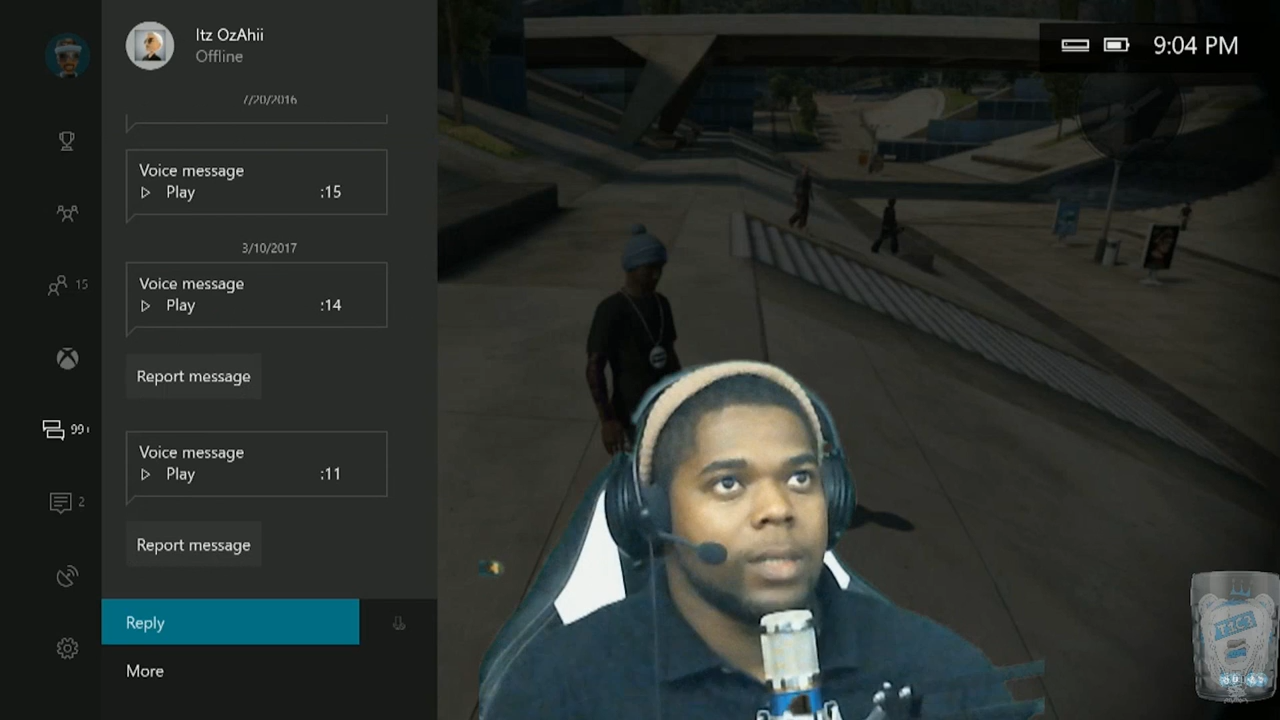 Itz OzAhii
Offline
9:04 PM
7/20/2016
Voice message
Play :15
3/10/2017
Voice message
Play :14
15
Report message
99+
Voice message
Play :11
2
Report message
Reply
More